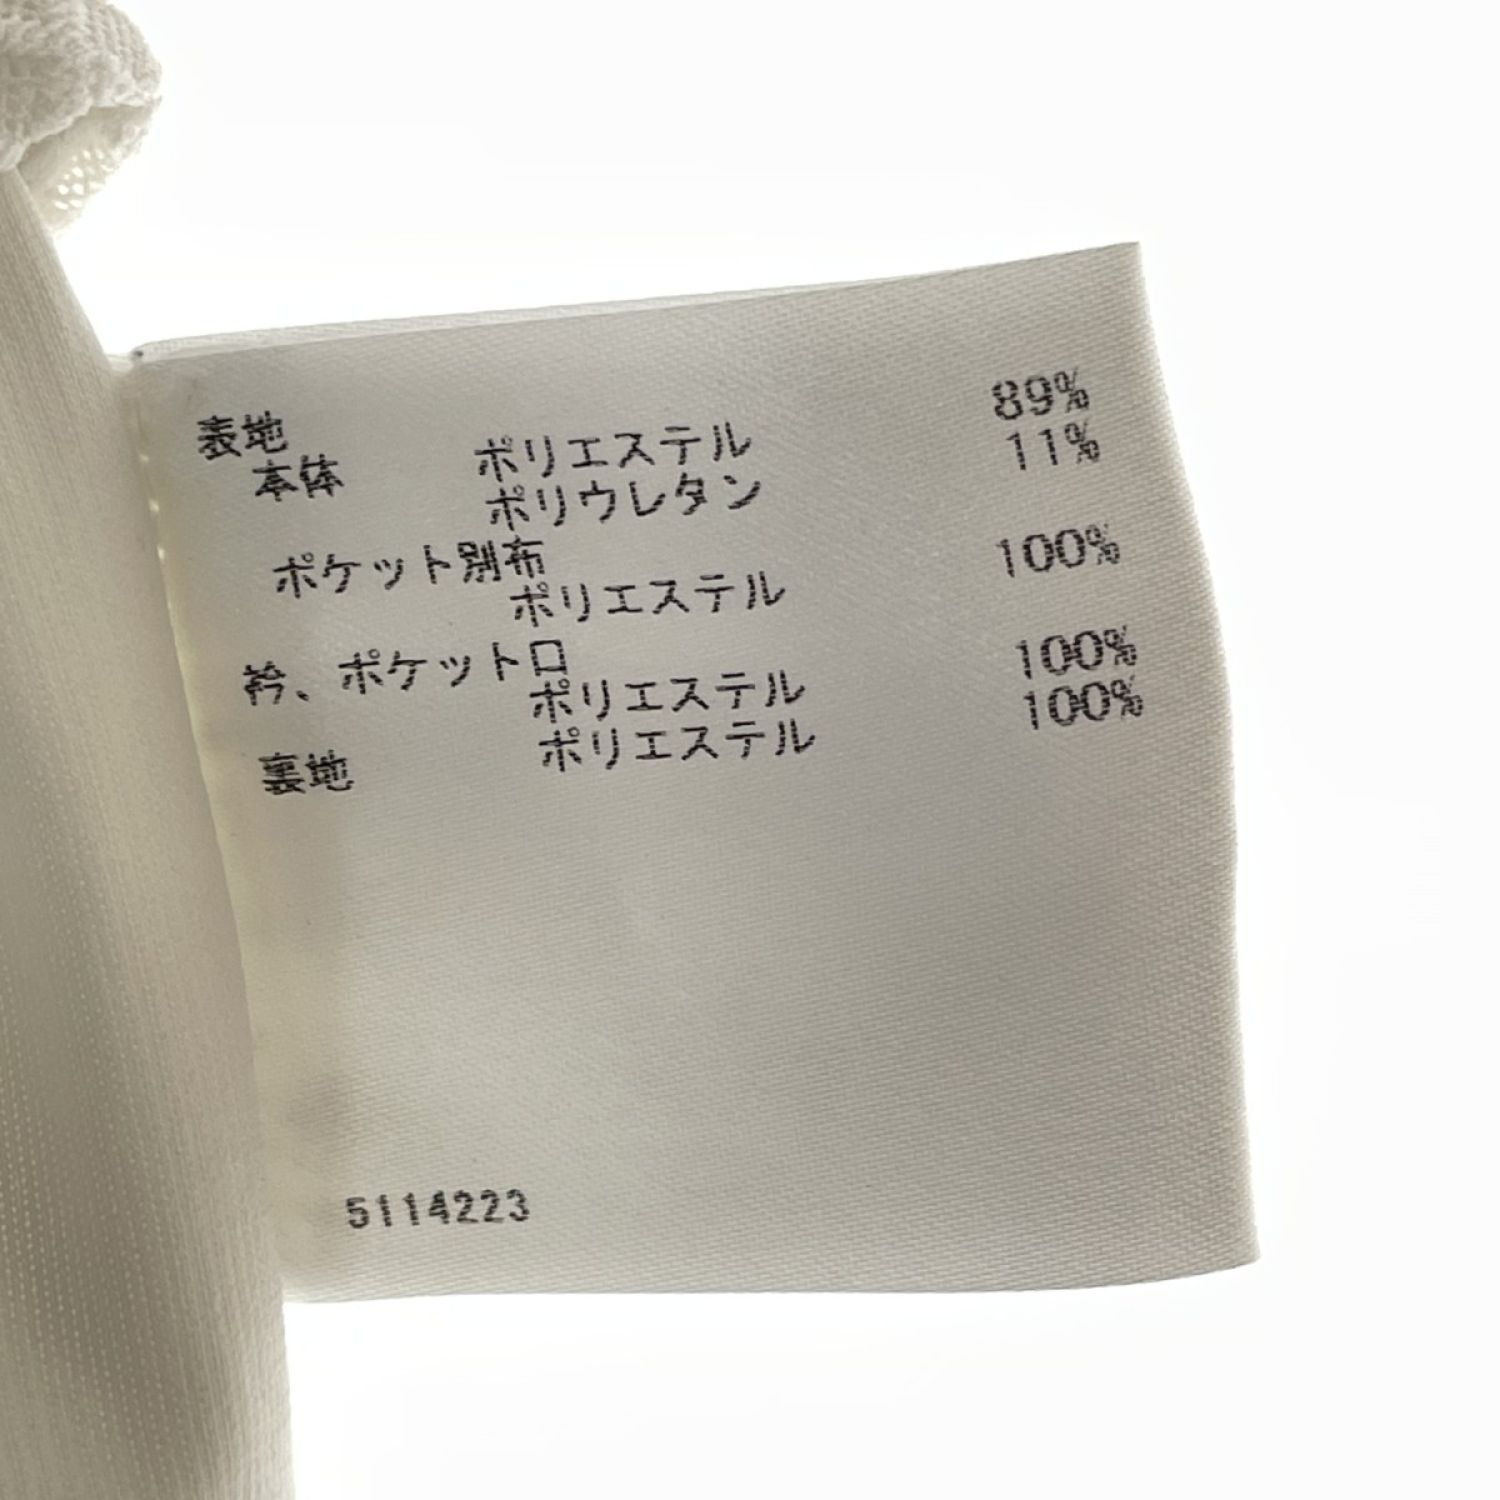 表地
本体 ポリエステル 89%
ポリウレタン 11%
ポケット別布
ポリエステル 100%
衿、ポケット口
ポリエステル 100%
裏地 ポリエステル 100%
5114223